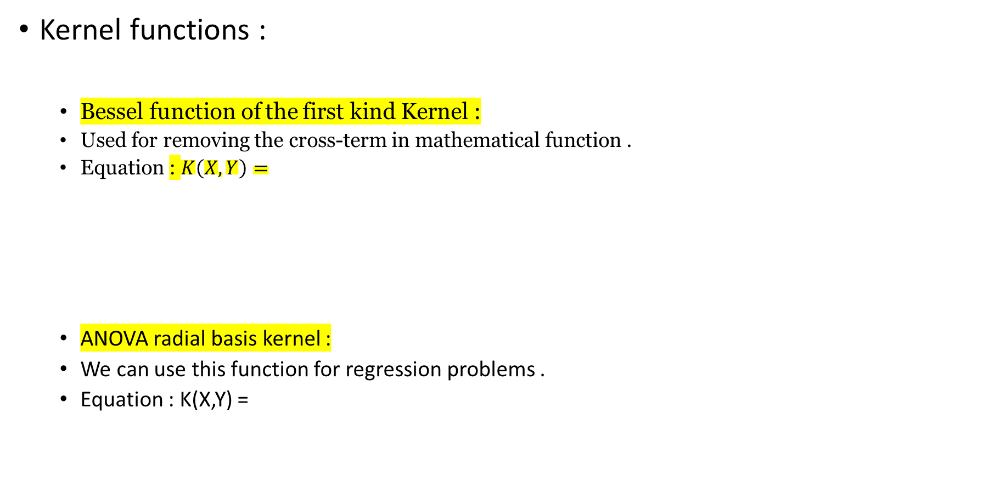 • Kernel functions :
• Bessel function of the first kind Kernel :
• Used for removing the cross-term in mathematical function .
• Equation : K(X,Y) =
• ANOVA radial basis kernel :
• We can use this function for regression problems .
• Equation : K(X,Y) =